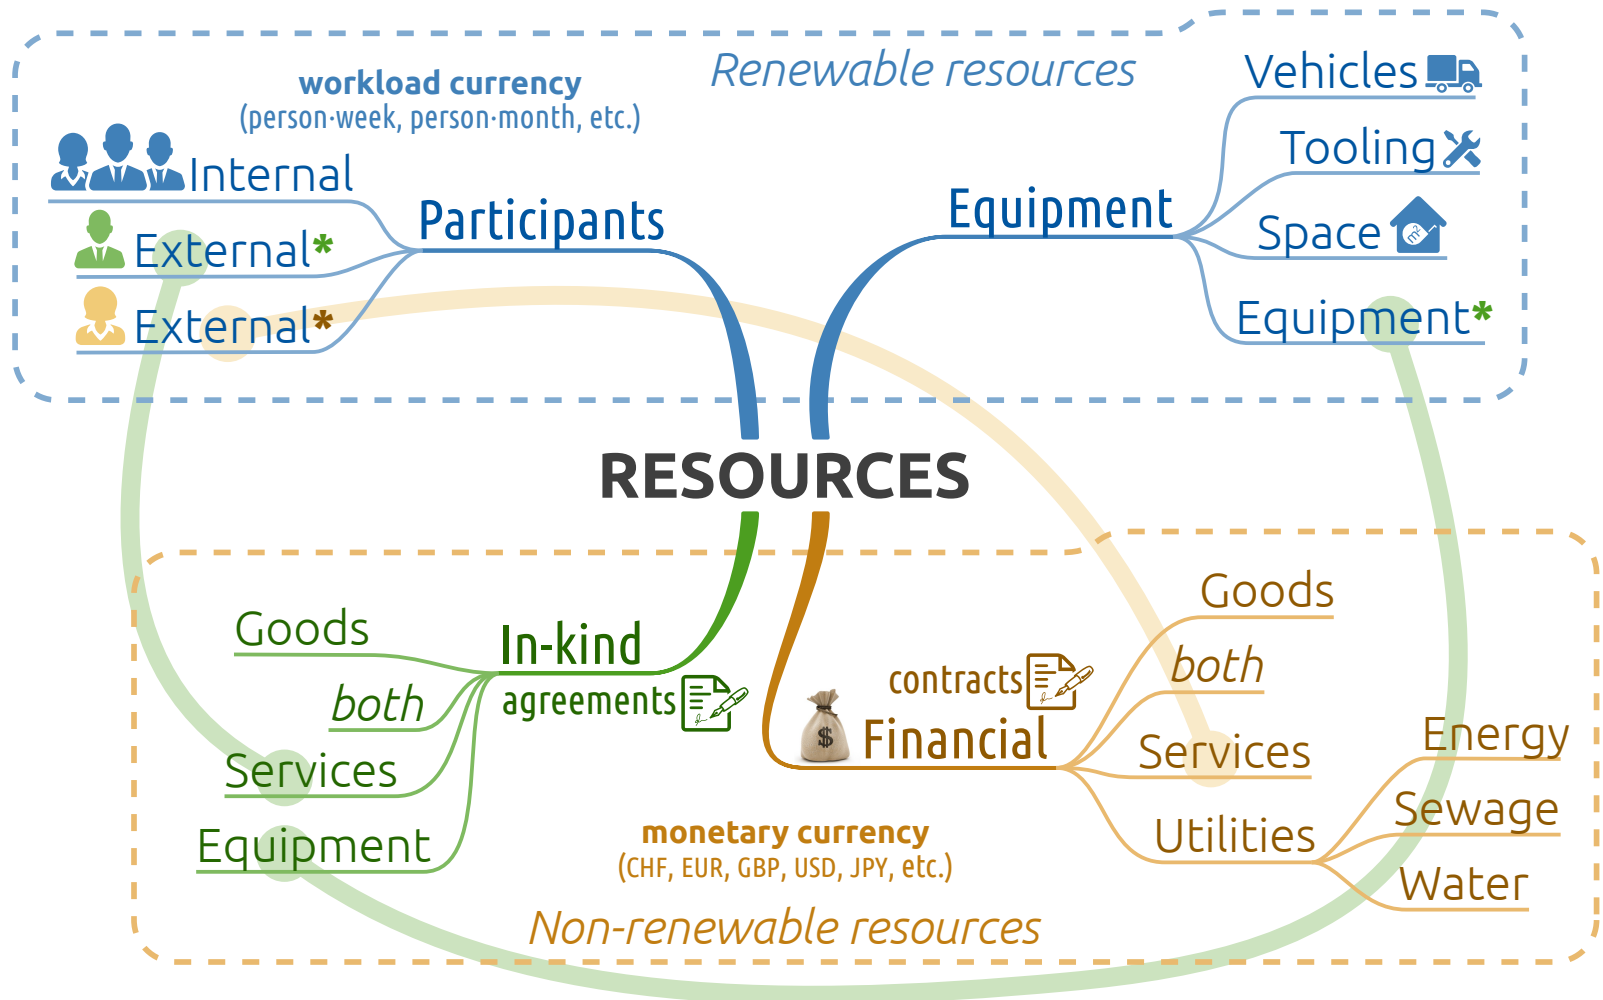 Renewable resources
workload currency
(person·week, person·month, etc.)
Internal
External*
External*
Participants
Equipment
Vehicles
Tooling
Space
m²
Equipment*
RESOURCES
In-kind
agreements
Goods
both
Services
Equipment
contracts
$
Financial
Goods
both
Services
Utilities
Energy
Sewage
Water
monetary currency
(CHF, EUR, GBP, USD, JPY, etc.)
Non-renewable resources